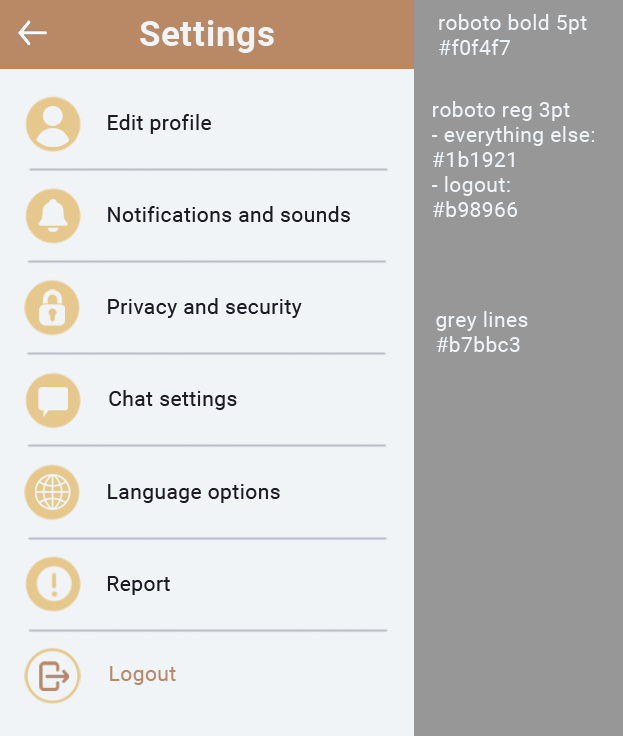 Settings
Edit profile
Notifications and sounds
Privacy and security
Chat settings
Language options
Report
Logout
roboto bold 5pt
#f0f4f7
roboto reg 3pt
- everything else:
#1b1921
- logout:
#b98966
grey lines
#b7bbc3